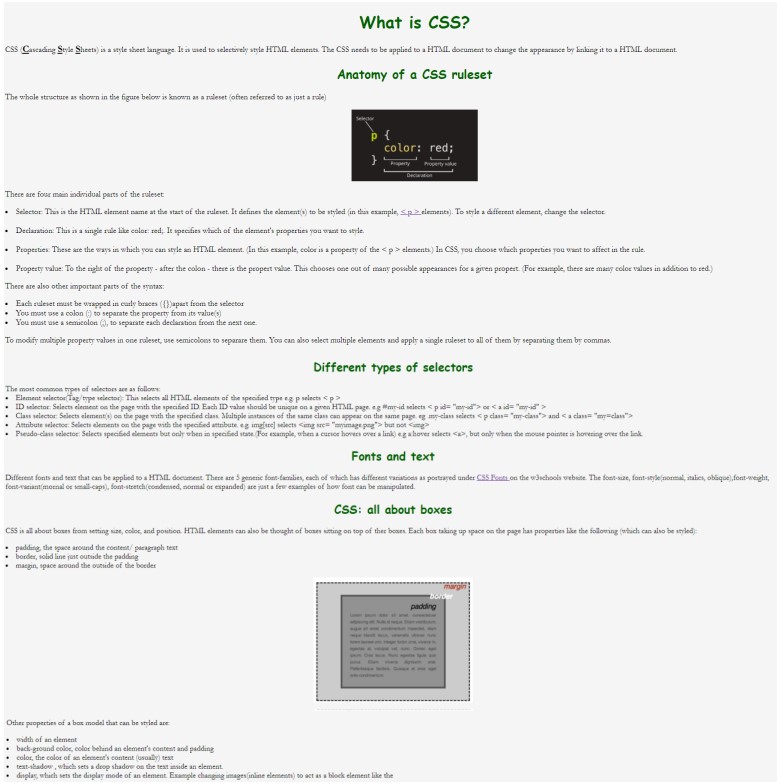 What is CSS?
CSS (Cascading Style Sheets) is a style sheet language. It is used to selectively style HTML elements. The CSS needs to be applied to a HTML document to change the appearance by linking it to a HTML document.
Anatomy of a CSS ruleset
The whole structure as shown in the figure below is known as a ruleset (often referred to as just a rule)
Selector
p {
color: red;
}
Property Property value
Declaration
There are four main individual parts of the ruleset:
• Selector: This is the HTML element name at the start of the ruleset. It defines the element(s) to be styled (in this example, < p > elements). To style a different element, change the selector.
• Declaration: This is a single rule like color: red;. It specifies which of the element's properties you want to style.
• Properties: These are the ways in which you can style an HTML element. (In this example, color is a property of the < p > elements.) In CSS, you choose which properties you want to affect in the rule.
• Property value: To the right of the property - after the colon - there is the propert value. This chooses one out of many possible appearances for a given propert. (For example, there are many color values in addition to red.)
There are also other important parts of the syntax:
• Each ruleset must be wrapped in curly braces ({})apart from the selector
• You must use a colon (:) to separate the property from its value(s)
• You must use a semicolon (;), to separate each declaration from the next one.
To modify multiple property values in one ruleset, use semicolons to separare them. You can also select multiple elements and apply a single ruleset to all of them by separating them by commas.
Different types of selectors
The most common types of selectors are as follows:
• Element selector(Tag/type selector): This selects all HTML elements of the specified type e.g. p selects < p >
• ID selector: Selects element on the page with the specified ID. Each ID value should be unique on a given HTML page. e.g #my-id selects < p id= "my-id"> or < a id= "my-id" >
• Class selector: Selects element(s) on the page with the specified class. Multiple instances of the same class can appear on the same page. eg .my-class selects < p class= "my-class"> and < a class= "my=class">
• Attribute selector: Selects elements on the page with the specified attribute. e.g. img[src] selects <img src= "myimage.png"> but not <img>
• Pseudo-class selector: Selects specified elements but only when in specified state.(For example, when a cursor hovers over a link) e.g a:hover selects <a>, but only when the mouse pointer is hovering over the link.
Fonts and text
Different fonts and text that can be applied to a HTML document. There are 5 generic font-families, each of which has different variations as portrayed under CSS Fonts on the w3schools website. The font-size, font-style(normal, italics, oblique),font-weight,
font-variant(mornal or small-caps), font-stretch(condensed, normal or expanded) are just a few examples of how font can be manipulated.
CSS: all about boxes
CSS is all about boxes from setting size, color, and position. HTML elements can also be thought of boxes sitting on top of ther boxes. Each box taking up space on the page has properties like the following (which can also be styled):
• padding, the space around the content/ paragraph text
• border, solid line just outside the padding
• margin, space around the outside of the border
margin
border
padding
Other properties of a box model that can be styled are:
• width of an element
• back-ground color, color behind an element's content and padding
• color, the color of an element's content (usually) text
• text-shadow , which sets a drop shadow on the text inside an element.
• display, which sets the display mode of an element. Example changing images(inline elements) to act as a block element like the